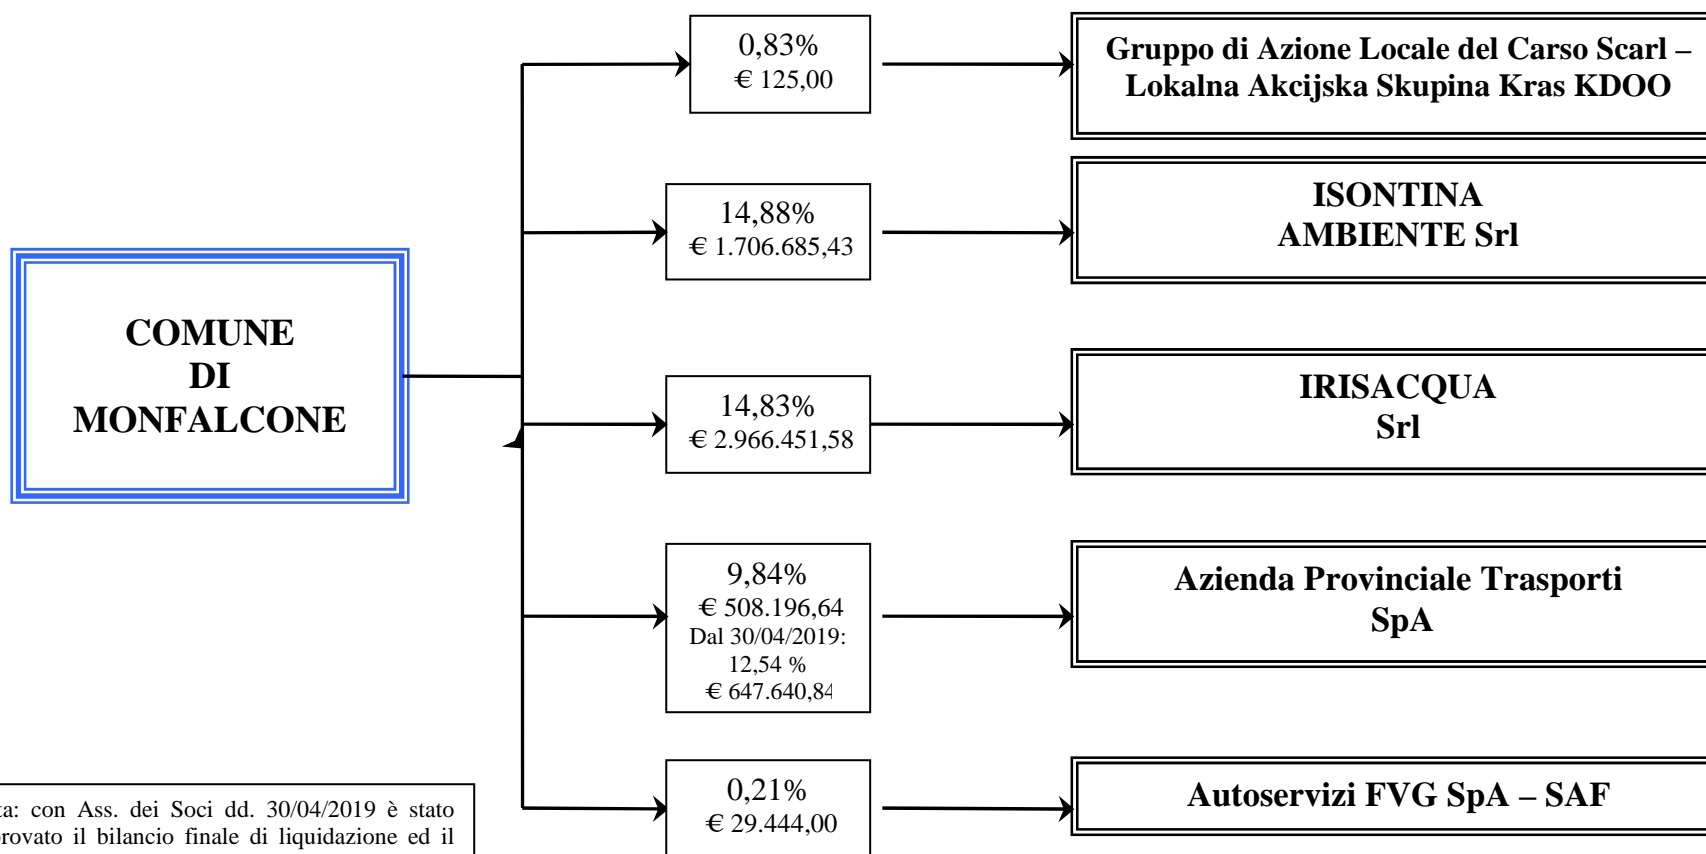 0,83%
€ 125,00
Gruppo di Azione Locale del Carso Scarl –
Lokalna Akcijska Skupina Kras KDOO
14,88%
€ 1.706.685,43
ISONTINA
AMBIENTE Srl
COMUNE
DI
MONFALCONE
14,83%
€ 2.966.451,58
IRISACQUA
Srl
9,84%
€ 508.196,64
Dal 30/04/2019:
12,54 %
€ 647.640,84
Azienda Provinciale Trasporti
SpA
0,21%
€ 29.444,00
Autoservizi FVG SpA – SAF
con Ass. dei Soci dd. 30/04/2019 è stato
il bilancio finale di liquidazione ed il